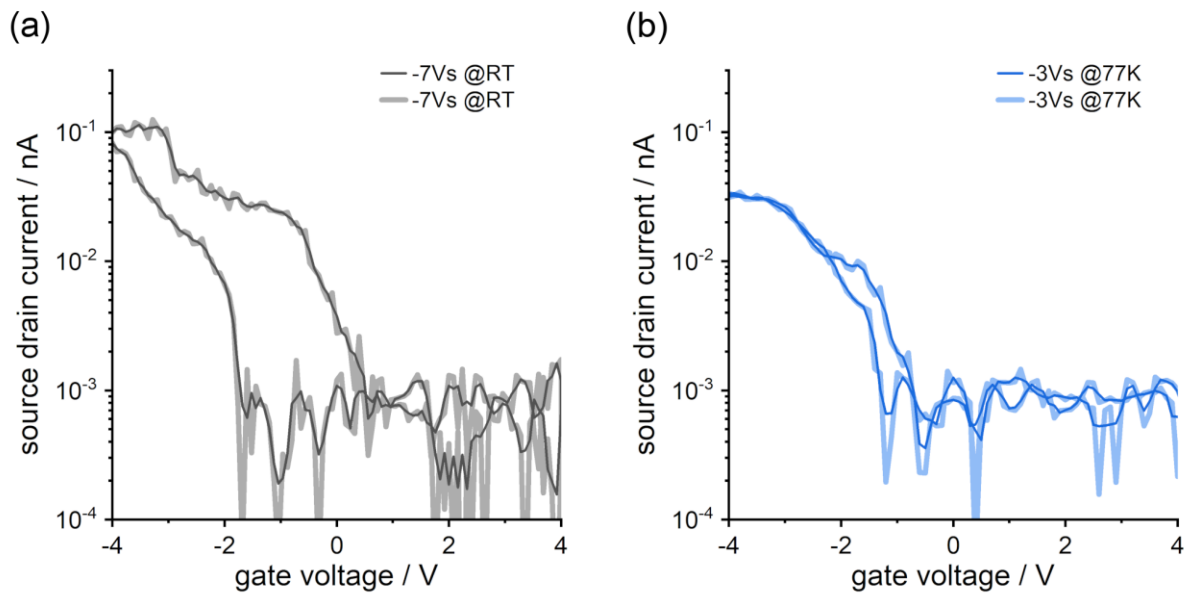 (a)
-7Vs @RT
-7Vs @RT
10⁻¹
10⁻²
10⁻³
10⁻⁴
source drain current / nA
-4 -2 0 2 4
gate voltage / V
(b)
-3Vs @77K
-3Vs @77K
10⁻¹
10⁻²
10⁻³
10⁻⁴
source drain current / nA
-4 -2 0 2 4
gate voltage / V